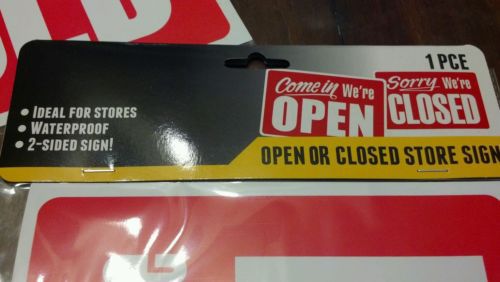 1 PCE
Come in We're
OPEN
Sorry We're
CLOSED
• IDEAL FOR STORES
• WATERPROOF
• 2-SIDED SIGN!
OPEN OR CLOSED STORE SIGN